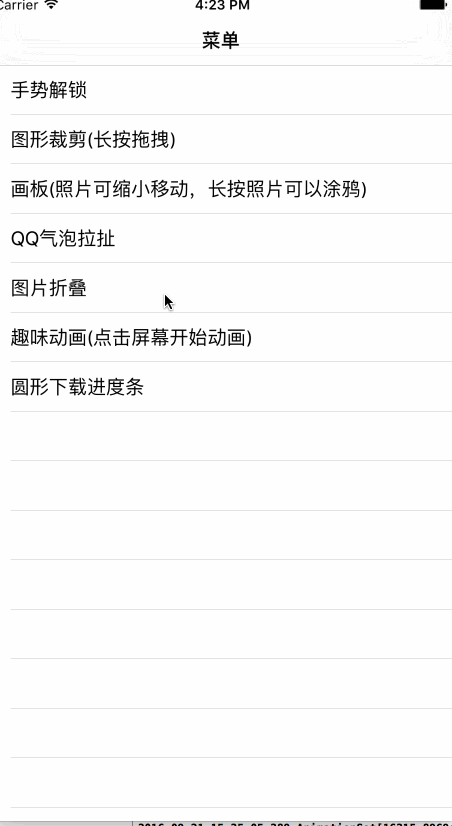 Carrier 4:23 PM
菜单
手势解锁
图形裁剪(长按拖拽)
画板(照片可缩小移动，长按照片可以涂鸦)
QQ气泡拉扯
图片折叠
趣味动画(点击屏幕开始动画)
圆形下载进度条